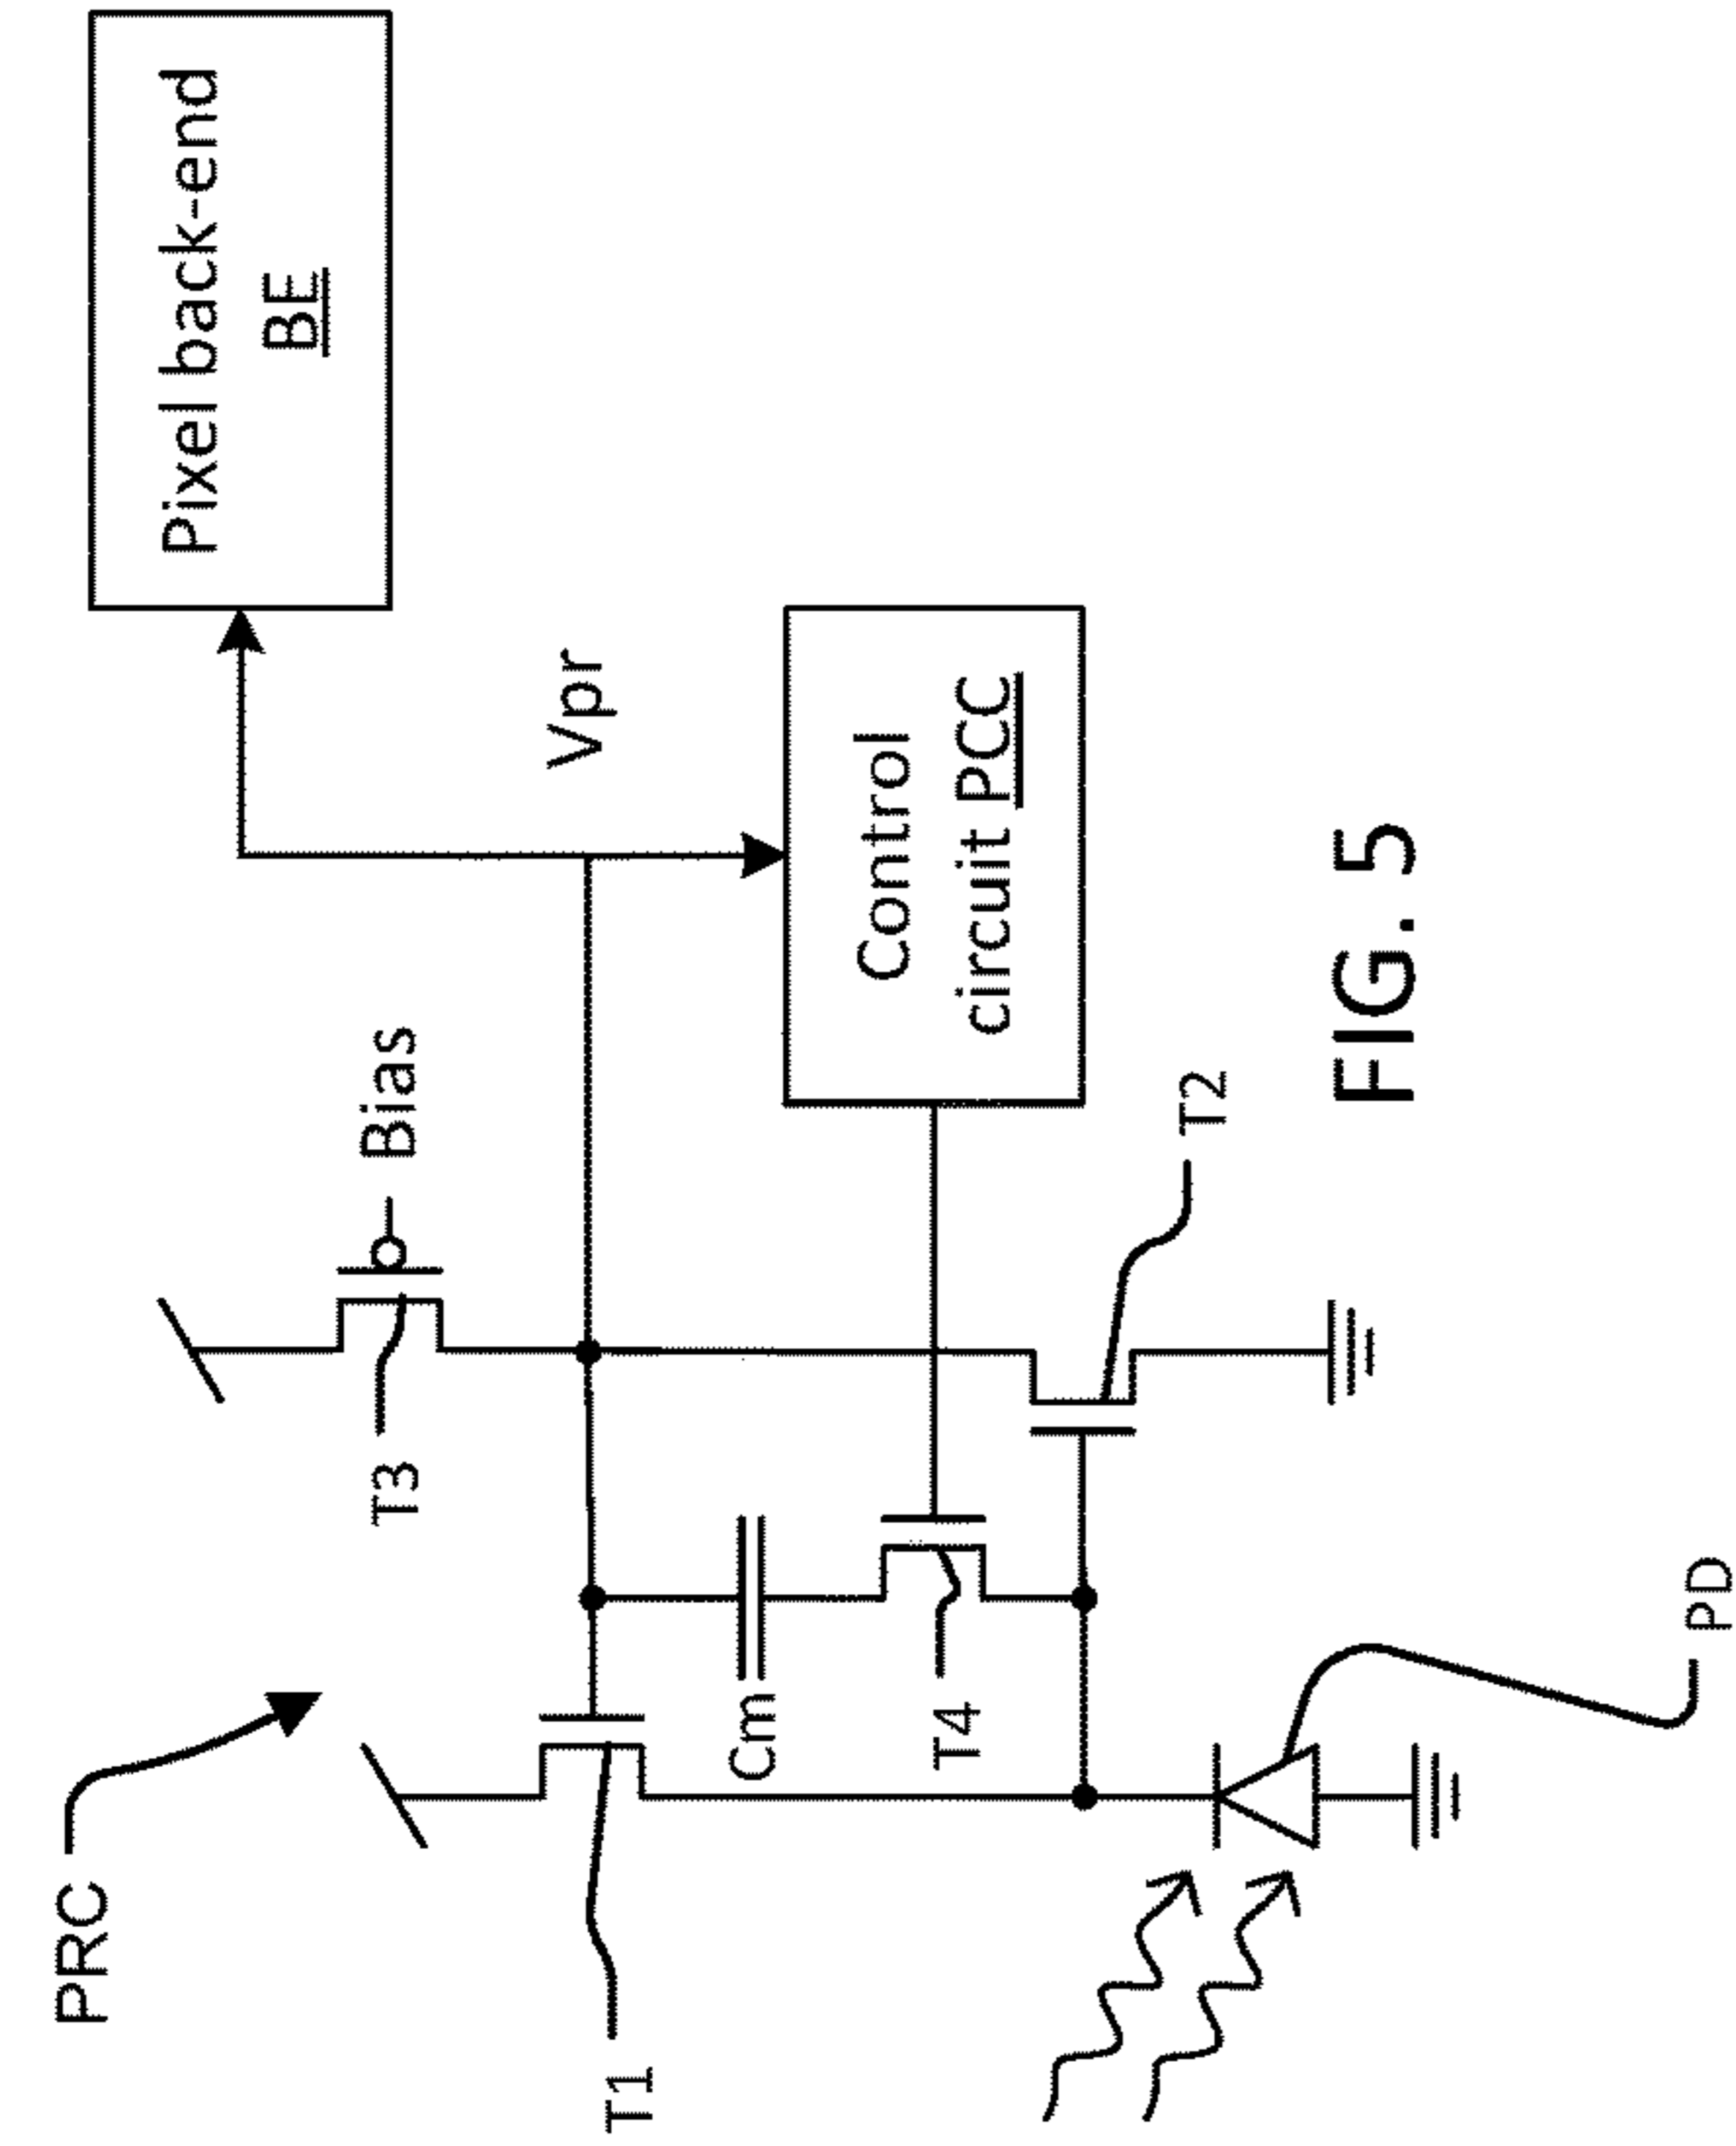 PRC
Pixel back-end
BE
T3
Bias
Vpr
T1
Cm
T4
Control
circuit PCC
T2
PD
FIG. 5